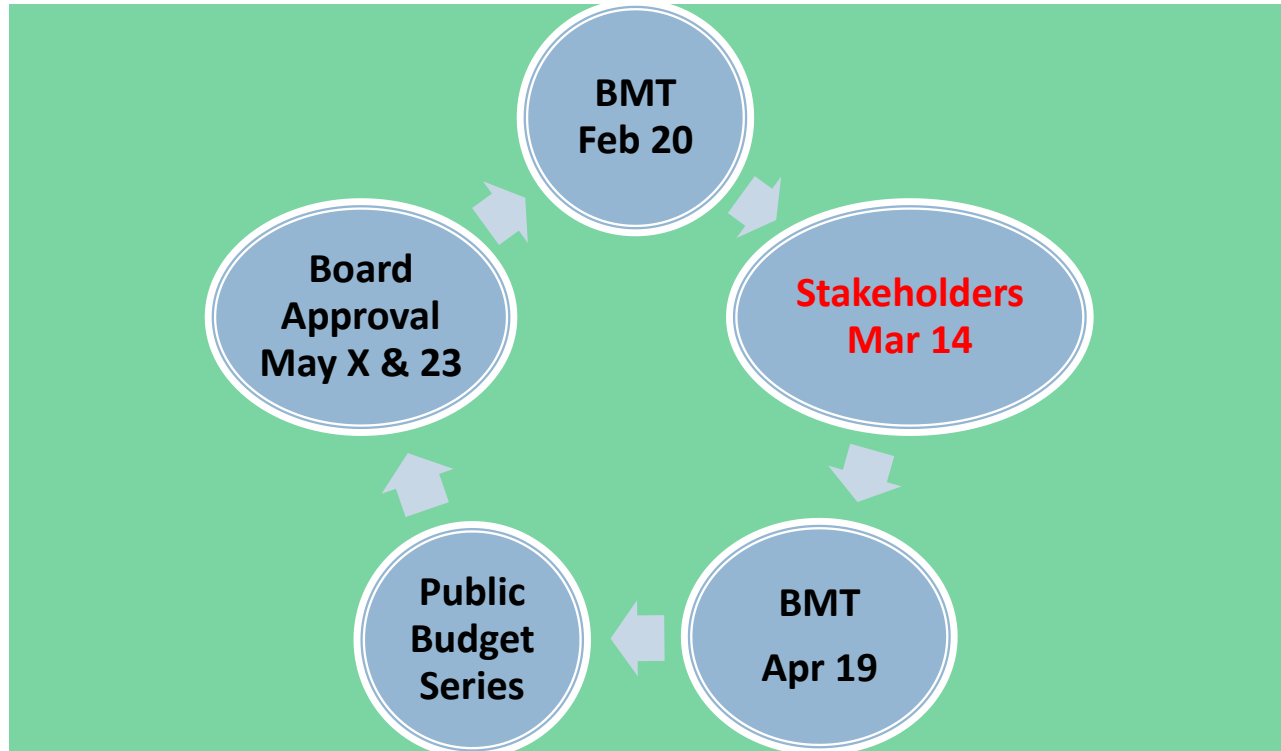 BMT
Feb 20
Stakeholders
Mar 14
BMT
Apr 19
Public
Budget
Series
Board
Approval
May X & 23